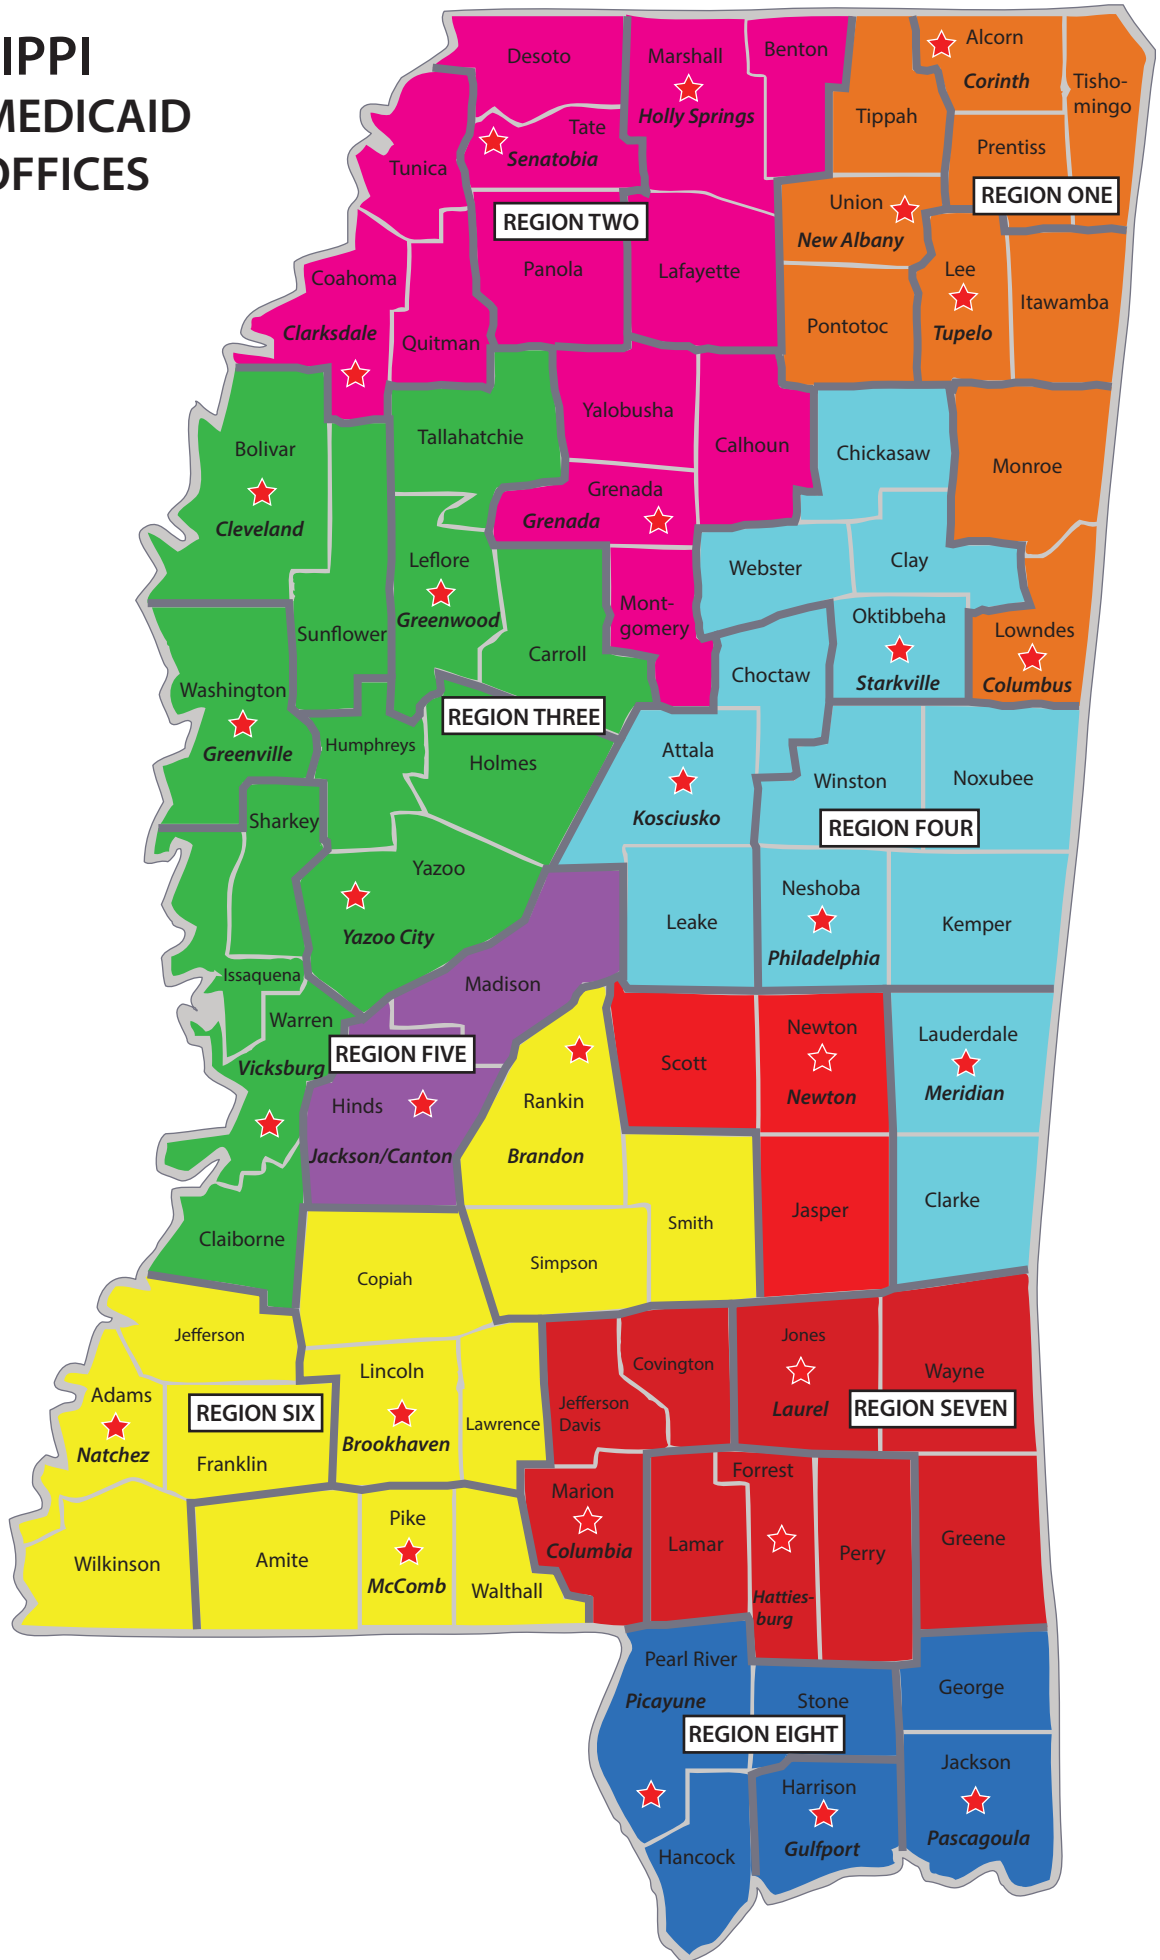 IPPI
MEDICAID
OFFICES
Desoto
Marshall
Holly Springs
Benton
Tippah
Alcorn
Corinth
Tisho-
mingo
Prentiss
REGION ONE
Tate
Senatobia
Tunica
REGION TWO
Panola
Lafayette
Union
New Albany
Lee
Tupelo
Itawamba
Pontotoc
Coahoma
Clarksdale
Quitman
Yalobusha
Calhoun
Chickasaw
Monroe
Bolivar
Cleveland
Tallahatchie
Grenada
Grenada
Leflore
Greenwood
Webster
Clay
Mont-
gomery
Sunflower
Carroll
Choctaw
Oktibbeha
Starkville
Lowndes
Columbus
Washington
Greenville
REGION THREE
Humphreys
Holmes
Attala
Kosciusko
Winston
Noxubee
REGION FOUR
Sharkey
Yazoo
Yazoo City
Leake
Neshoba
Philadelphia
Kemper
Issaquena
Madison
Warren
Vicksburg
REGION FIVE
Hinds
Jackson/Canton
Rankin
Brandon
Scott
Newton
Newton
Lauderdale
Meridian
Claiborne
Copiah
Simpson
Smith
Jasper
Clarke
Jefferson
Adams
Natchez
REGION SIX
Franklin
Lincoln
Brookhaven
Lawrence
Jefferson
Davis
Covington
Jones
Laurel
Wayne
REGION SEVEN
Wilkinson
Amite
Pike
McComb
Walthall
Marion
Columbia
Lamar
Forrest
Hatties-
burg
Perry
Greene
Pearl River
Picayune
Stone
George
REGION EIGHT
Hancock
Harrison
Gulfport
Jackson
Pascagoula